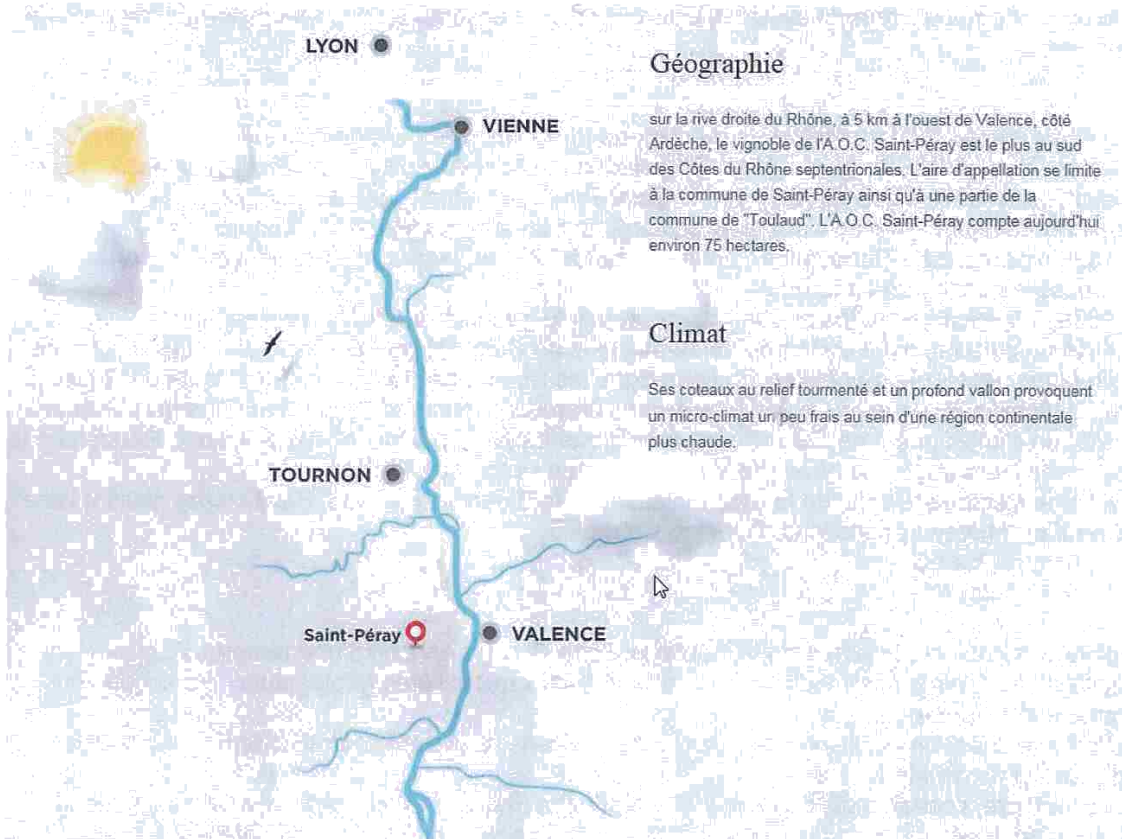 LYON
VIENNE
TOURNON
Saint-Péray
VALENCE
Géographie
sur la rive droite du Rhône, à 5 km à l'ouest de Valence, côté
Ardèche, le vignoble de l'A.O.C. Saint-Péray est le plus au sud
des Côtes du Rhône septentrionales. L'aire d'appellation se limite
à la commune de Saint-Péray ainsi qu'à une partie de la
commune de "Toulaud". L'A.O.C. Saint-Péray compte aujourd'hui
environ 75 hectares.
Climat
Ses coteaux au relief tourmenté et un profond vallon provoquent
un micro-climat un peu frais au sein d'une région continentale
plus chaude.